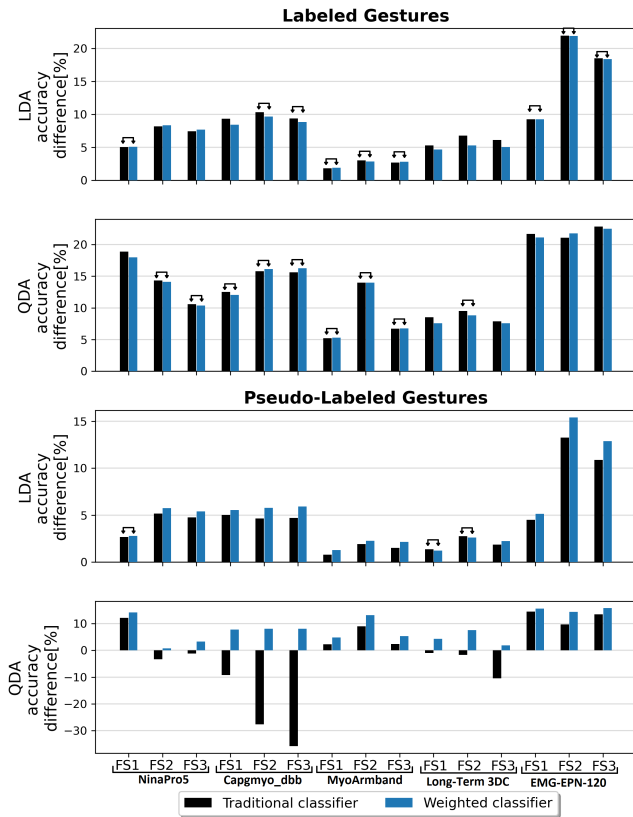 Labeled Gestures
LDA
accuracy
difference[%]
20
15
10
5
0
QDA
accuracy
difference[%]
20
15
10
5
0
Pseudo-Labeled Gestures
LDA
accuracy
difference[%]
15
10
5
0
QDA
accuracy
difference[%]
10
0
−10
−20
−30
FS1 FS2 FS3 FS1 FS2 FS3 FS1 FS2 FS3 FS1 FS2 FS3 FS1 FS2 FS3
NinaPro5 Capgmyo_dbb MyoArmband Long-Term 3DC EMG-EPN-120
Traditional classifier Weighted classifier